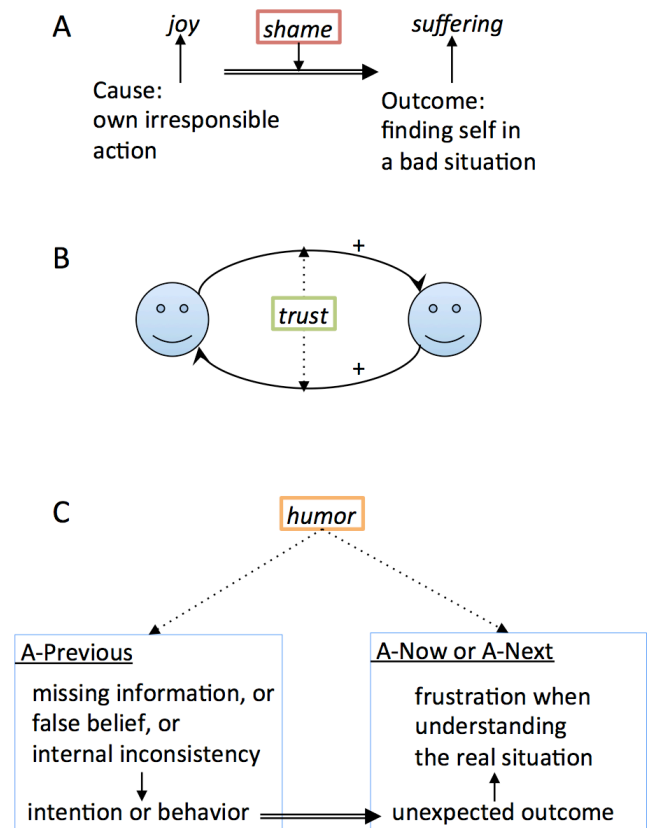 A
joy
shame
suffering
Cause:
own irresponsible
action
Outcome:
finding self in
a bad situation
B
+
trust
+
C
humor
A-Previous
missing information, or
false belief, or
internal inconsistency
intention or behavior
A-Now or A-Next
frustration when
understanding
the real situation
unexpected outcome